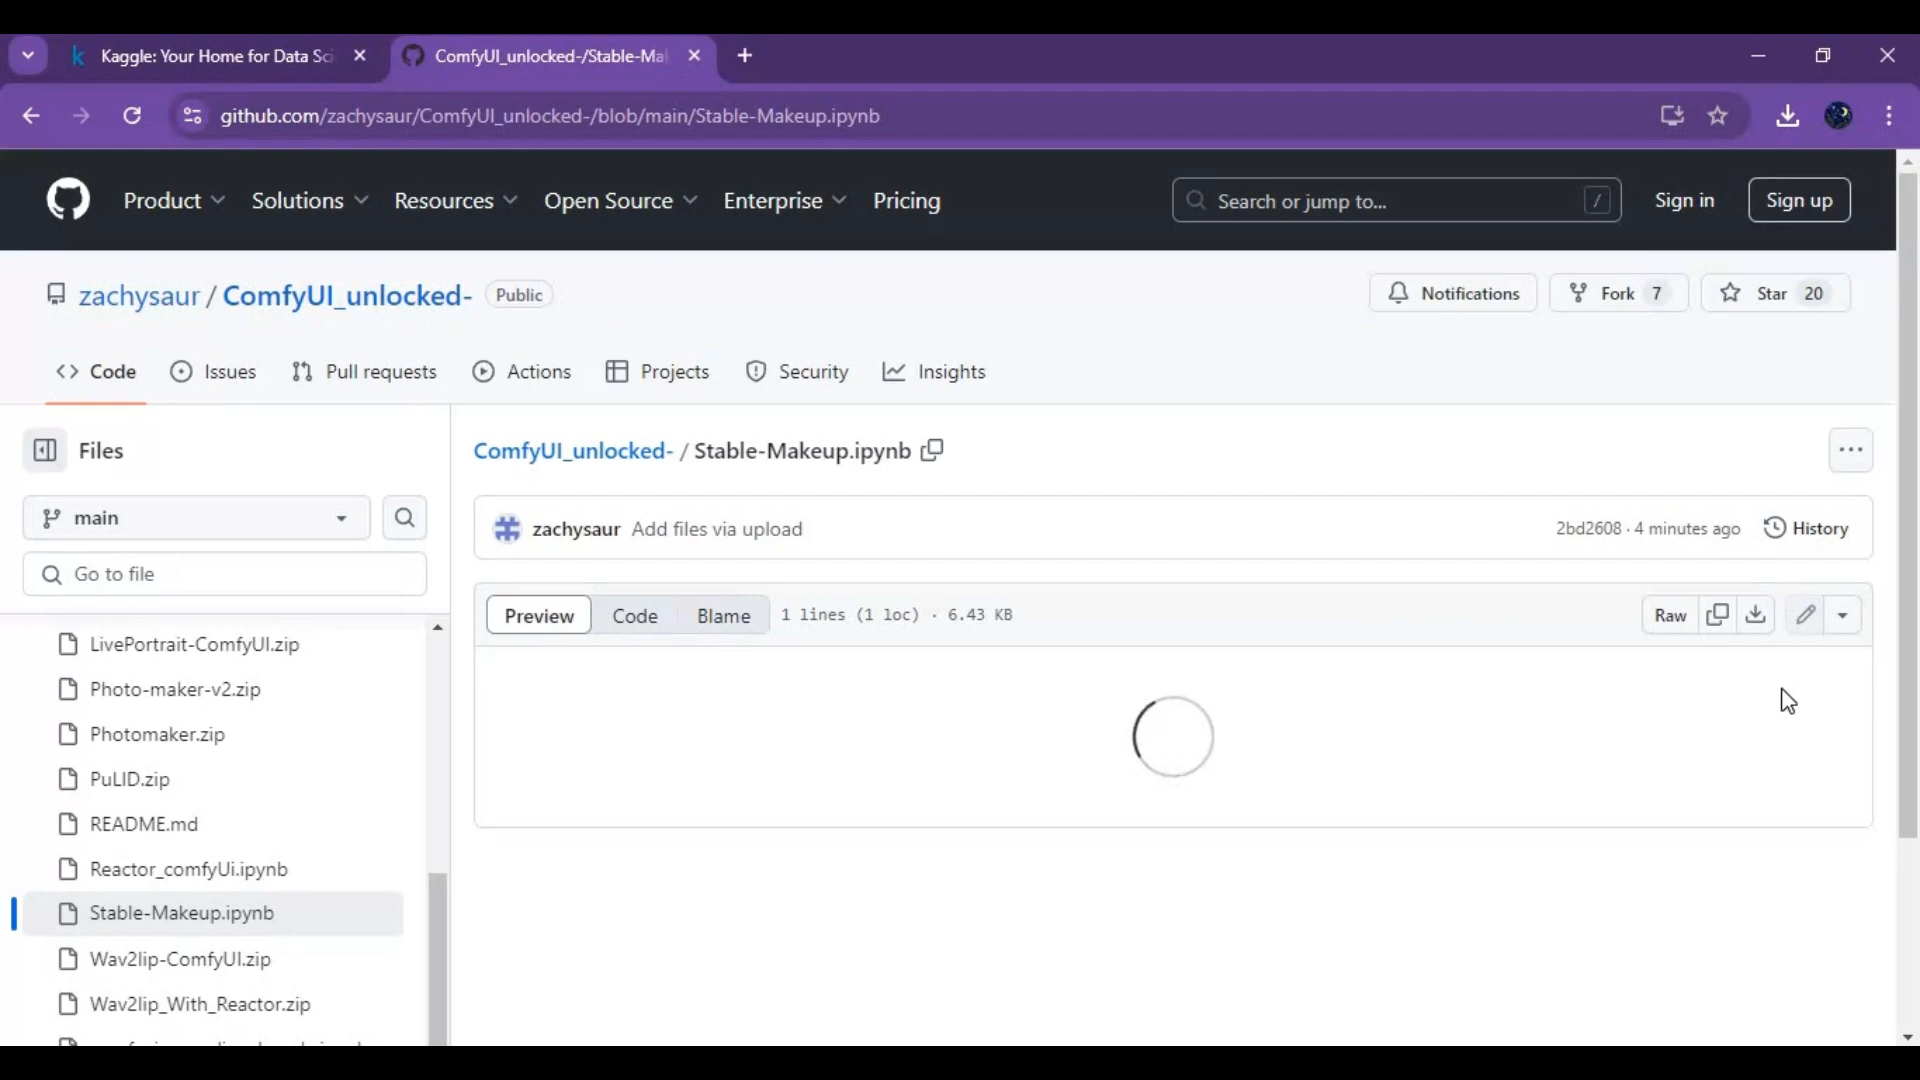 Kaggle: Your Home for Data Sci
ComfyUI_unlocked-/Stable-Mak
github.com/zachysaur/ComfyUI_unlocked-/blob/main/Stable-Makeup.ipynb
Product Solutions Resources Open Source Enterprise Pricing
Search or jump to... /
Sign in
Sign up
zachysaur / ComfyUI_unlocked- Public
Notifications
Fork 7
Star 20
Code Issues Pull requests Actions Projects Security Insights
Files
main
Go to file
LivePortrait-ComfyUI.zip
Photo-maker-v2.zip
Photomaker.zip
PuLID.zip
README.md
Reactor_comfyUi.ipynb
Stable-Makeup.ipynb
Wav2lip-ComfyUI.zip
Wav2lip_With_Reactor.zip
ComfyUI_unlocked- / Stable-Makeup.ipynb
zachysaur Add files via upload
2bd2608 · 4 minutes ago History
Preview Code Blame 1 lines (1 loc) · 6.43 KB
Raw